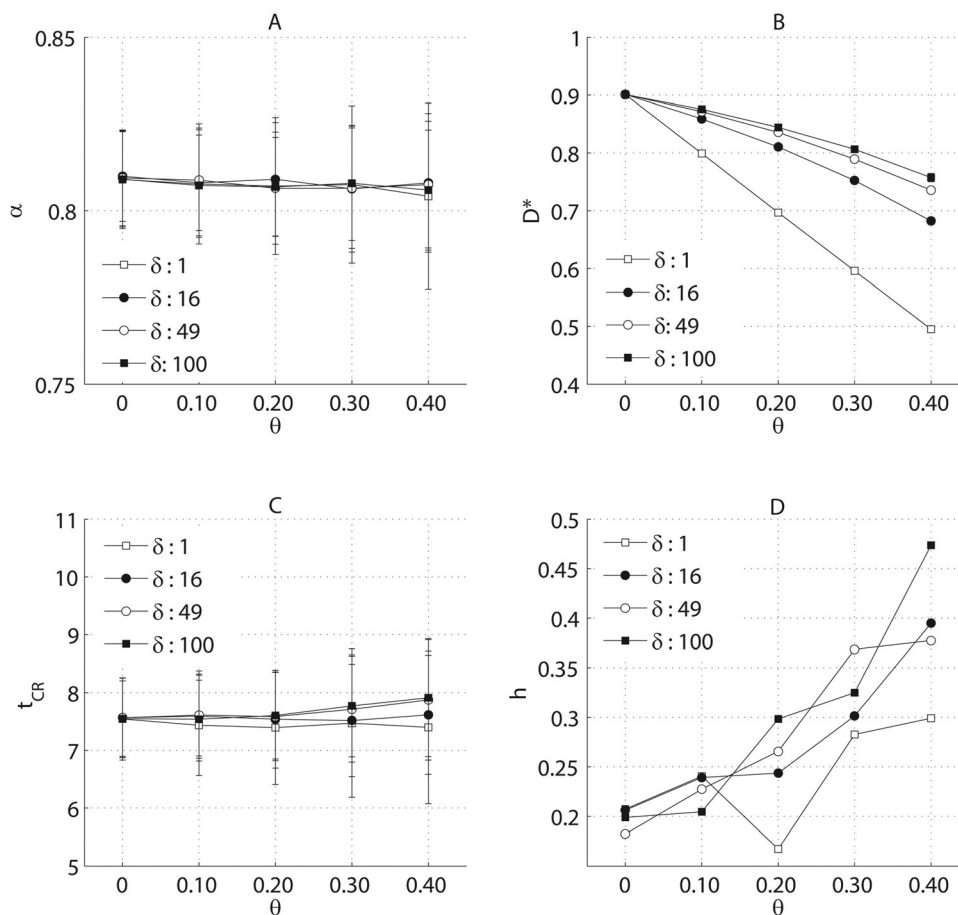 A
0.85
0.8
0.75
α
δ : 1
δ : 16
δ : 49
δ: 100
0 0.10 0.20 0.30 0.40
θ
B
1
0.9
0.8
0.7
0.6
0.5
0.4
D*
δ : 1
δ: 16
δ: 49
δ : 100
0 0.10 0.20 0.30 0.40
θ
C
11
10
9
8
7
6
5
tCR
δ : 1
δ : 16
δ : 49
δ : 100
0 0.10 0.20 0.30 0.40
θ
D
0.5
0.45
0.4
0.35
0.3
0.25
0.2
h
δ : 1
δ : 16
δ : 49
δ : 100
0 0.10 0.20 0.30 0.40
θ